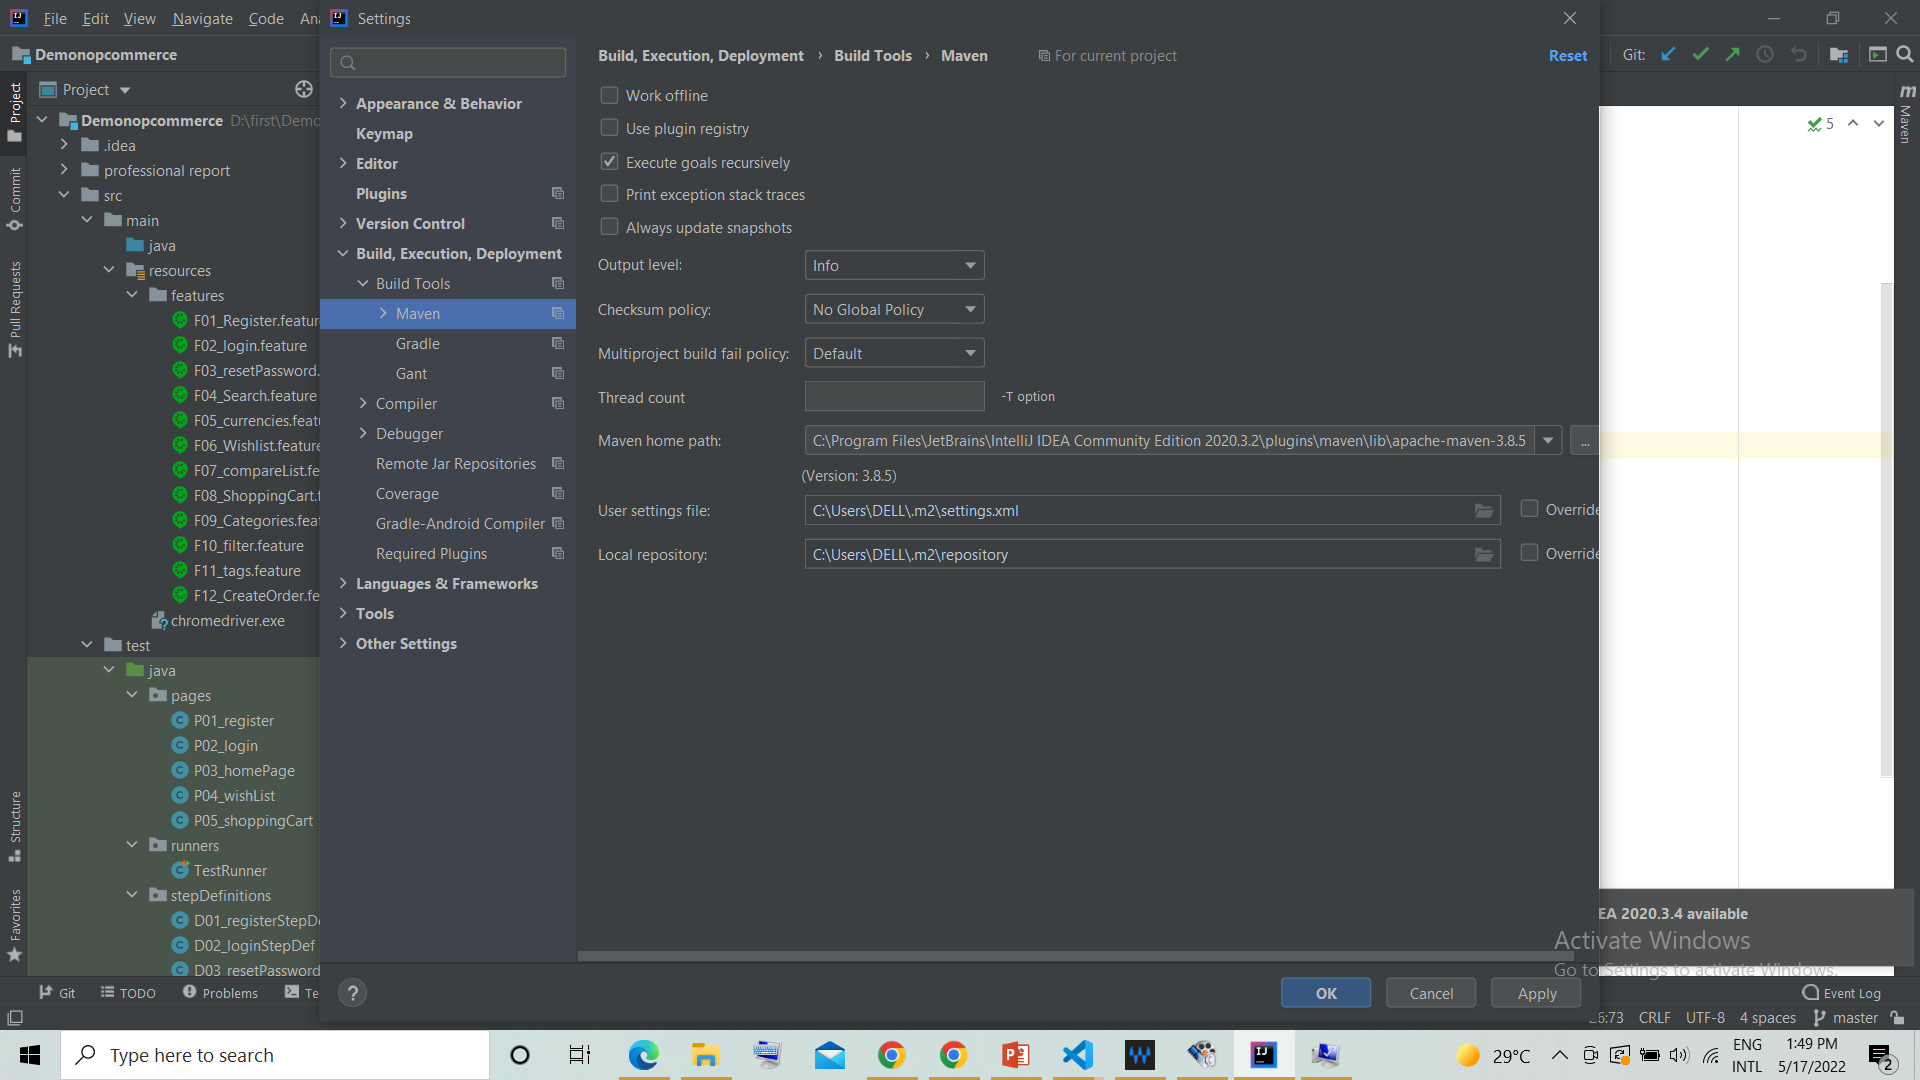 File Edit View Navigate Code
Settings
Demonopcommerce
Build, Execution, Deployment › Build Tools › Maven
For current project
Reset
Git:
Project
Project
Commit
Pull Requests
Structure
Favorites
Demonopcommerce D:\first\Demo
.idea
professional report
src
main
java
resources
features
F01_Register.featur
F02_login.feature
F03_resetPassword.
F04_Search.feature
F05_currencies.featu
F06_Wishlist.feature
F07_compareList.fe
F08_ShoppingCart.f
F09_Categories.feat
F10_filter.feature
F11_tags.feature
F12_CreateOrder.fe
chromedriver.exe
test
java
pages
P01_register
P02_login
P03_homePage
P04_wishList
P05_shoppingCart
runners
TestRunner
stepDefinitions
D01_registerStepDe
D02_loginStepDef
D03_resetPassword
Appearance & Behavior
Keymap
Editor
Plugins
Version Control
Build, Execution, Deployment
Build Tools
Maven
Gradle
Gant
Compiler
Debugger
Remote Jar Repositories
Coverage
Gradle-Android Compiler
Required Plugins
Languages & Frameworks
Tools
Other Settings
Work offline
Use plugin registry
Execute goals recursively
Print exception stack traces
Always update snapshots
Output level: Info
Checksum policy: No Global Policy
Multiproject build fail policy: Default
Thread count -T option
Maven home path: C:\Program Files\JetBrains\IntelliJ IDEA Community Edition 2020.3.2\plugins\maven\lib\apache-maven-3.8.5 ...
(Version: 3.8.5)
User settings file: C:\Users\DELL\.m2\settings.xml Override
Local repository: C:\Users\DELL\.m2\repository Override
? OK Cancel Apply
m Maven
5
EA 2020.3.4 available
Activate Windows
Go to Settings to activate Windows.
Git TODO Problems Te
Event Log
26:73 CRLF UTF-8 4 spaces master
Type here to search
29°C
ENG
INTL
1:49 PM
5/17/2022
2